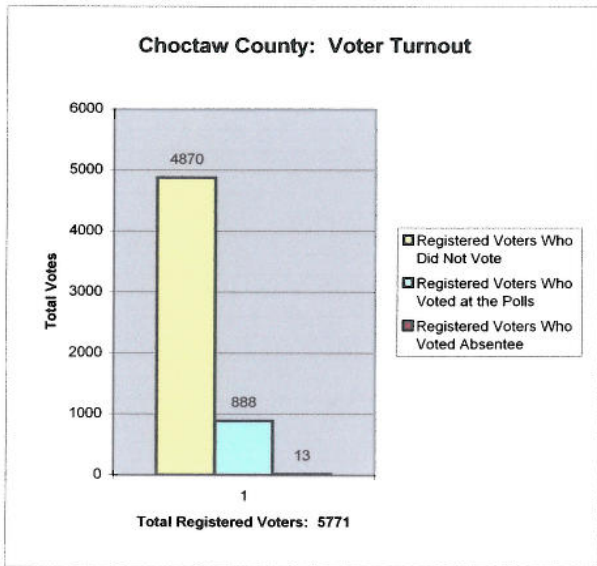 Choctaw County: Voter Turnout
6000
5000
4000
3000
2000
1000
0
Total Votes
4870
888
13
1
Total Registered Voters: 5771
Registered Voters Who
Did Not Vote
Registered Voters Who
Voted at the Polls
Registered Voters Who
Voted Absentee